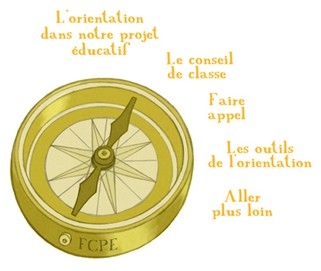 L'orientation
dans notre projet
éducatif
Le conseil
de classe
Faire
appel
Les outils
de l'orientation
Aller
plus loin
FCPE